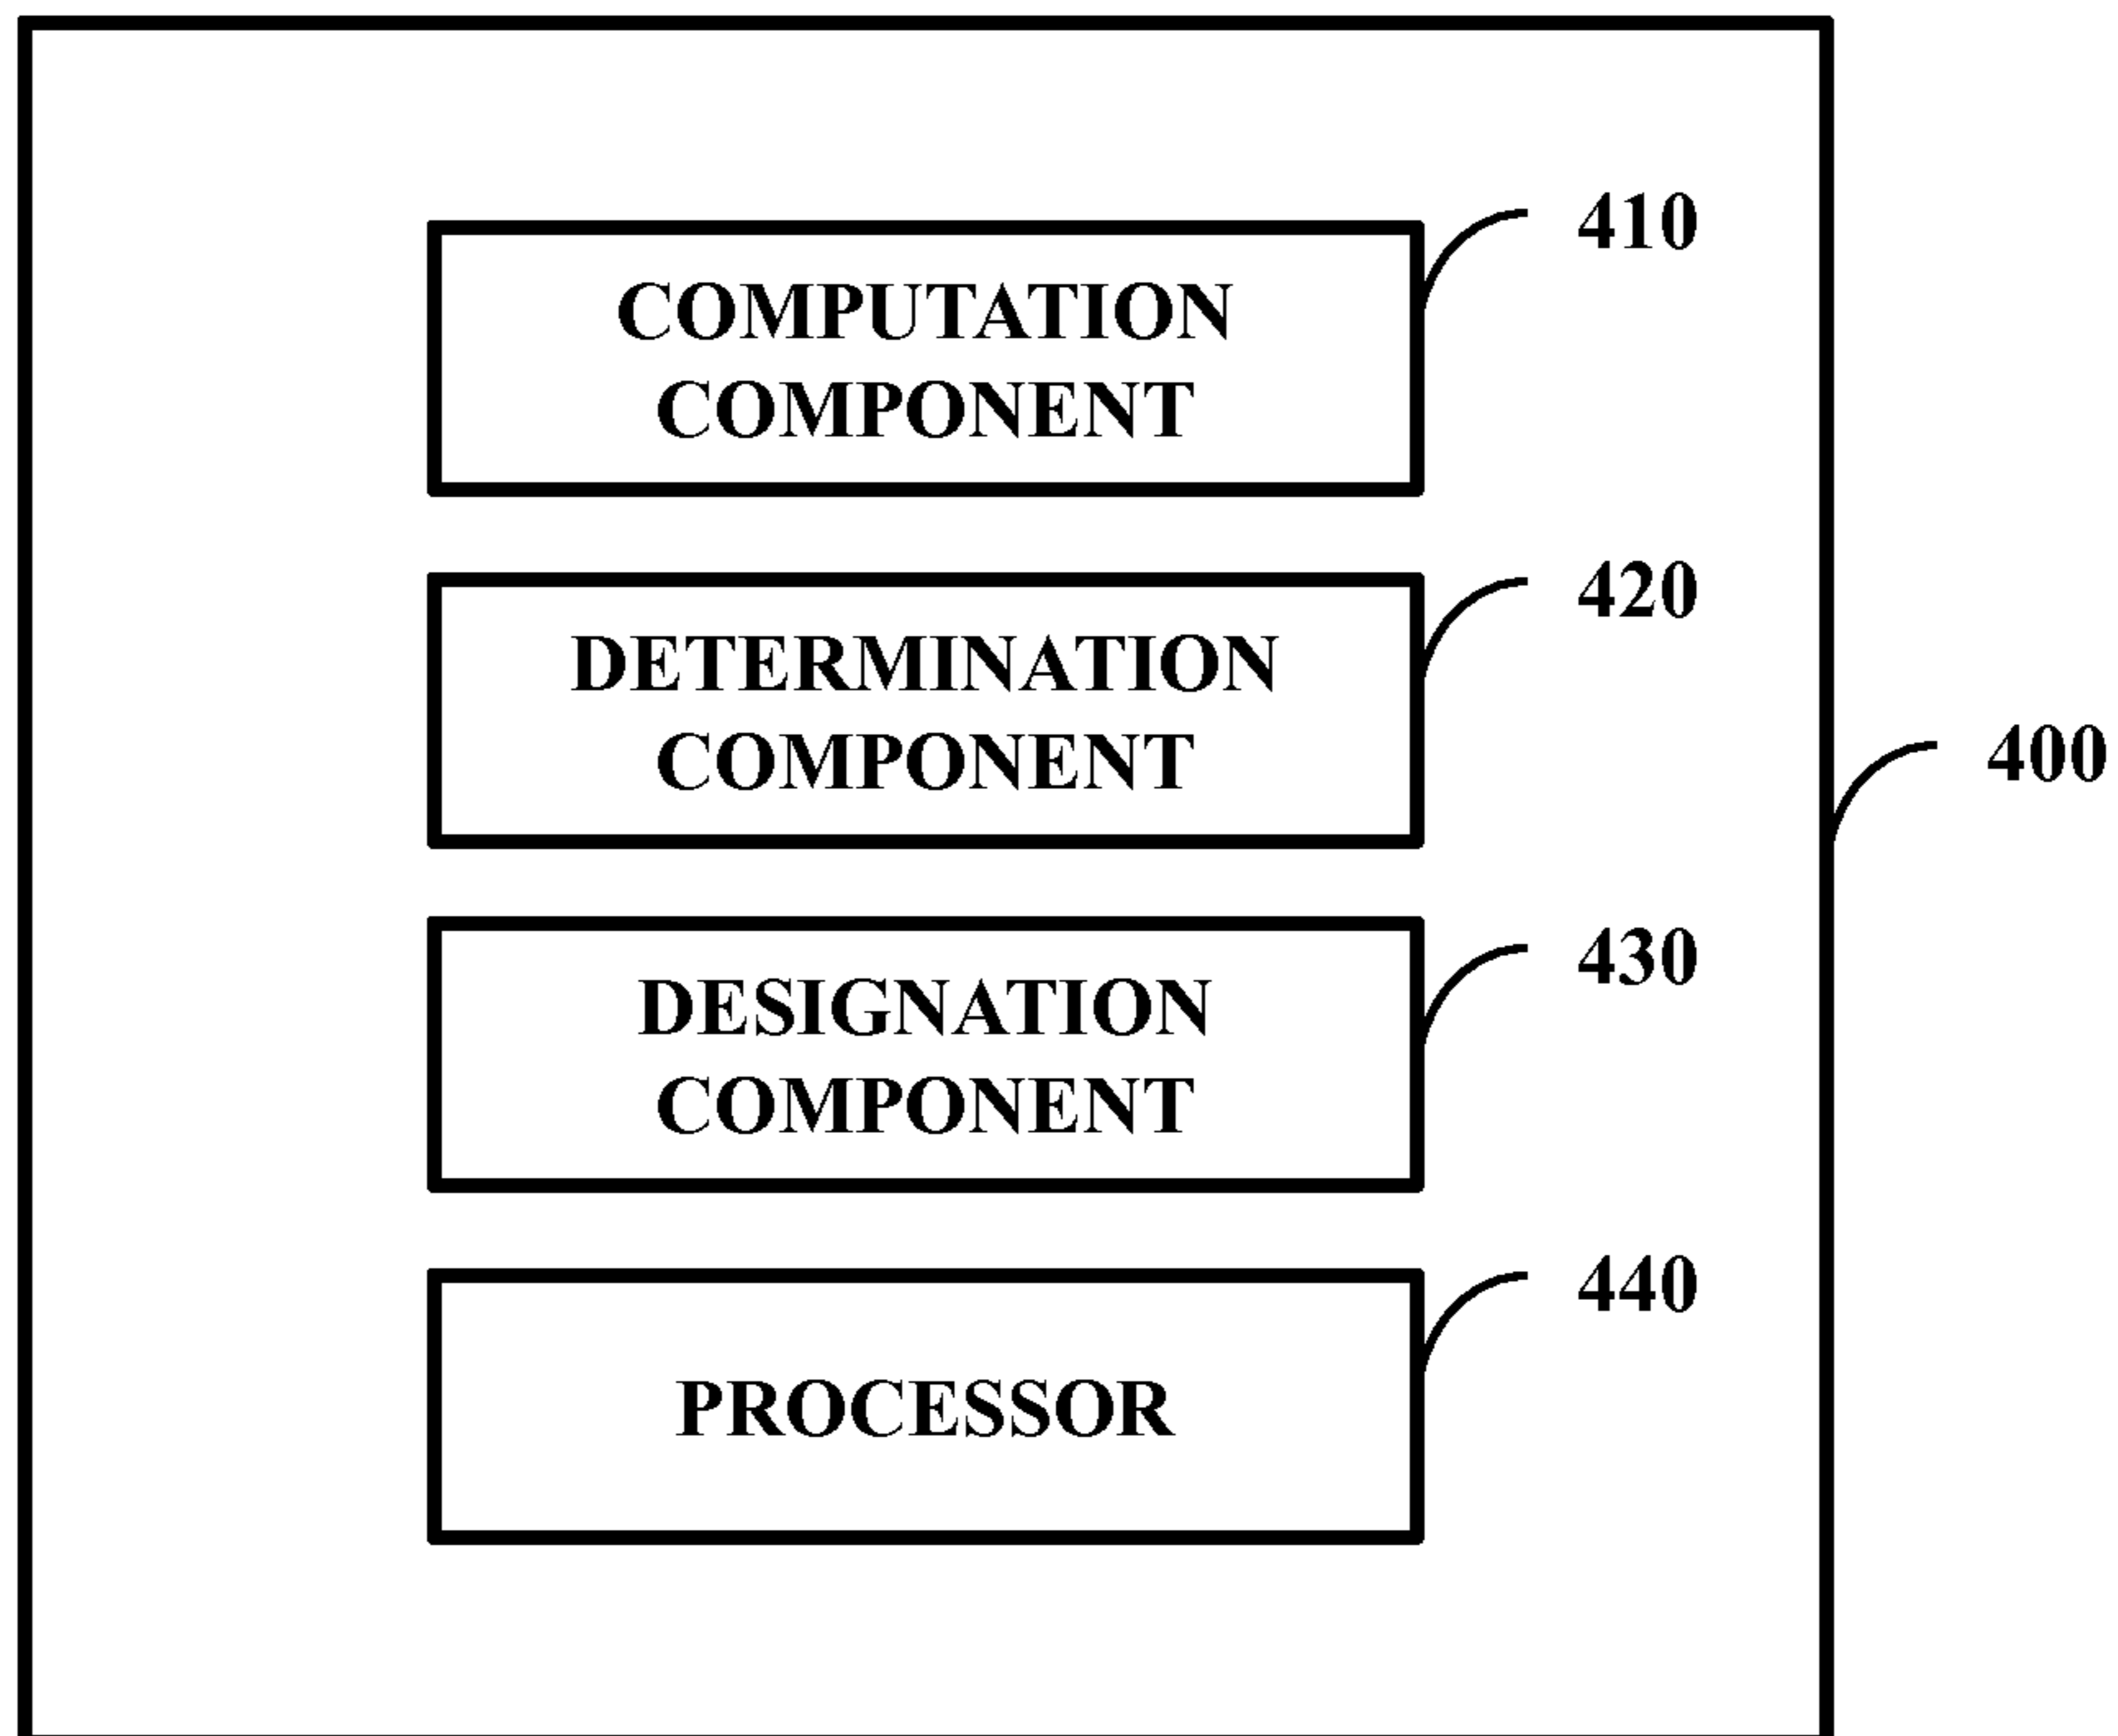 410
COMPUTATION
COMPONENT
420
DETERMINATION
COMPONENT
400
430
DESIGNATION
COMPONENT
440
PROCESSOR